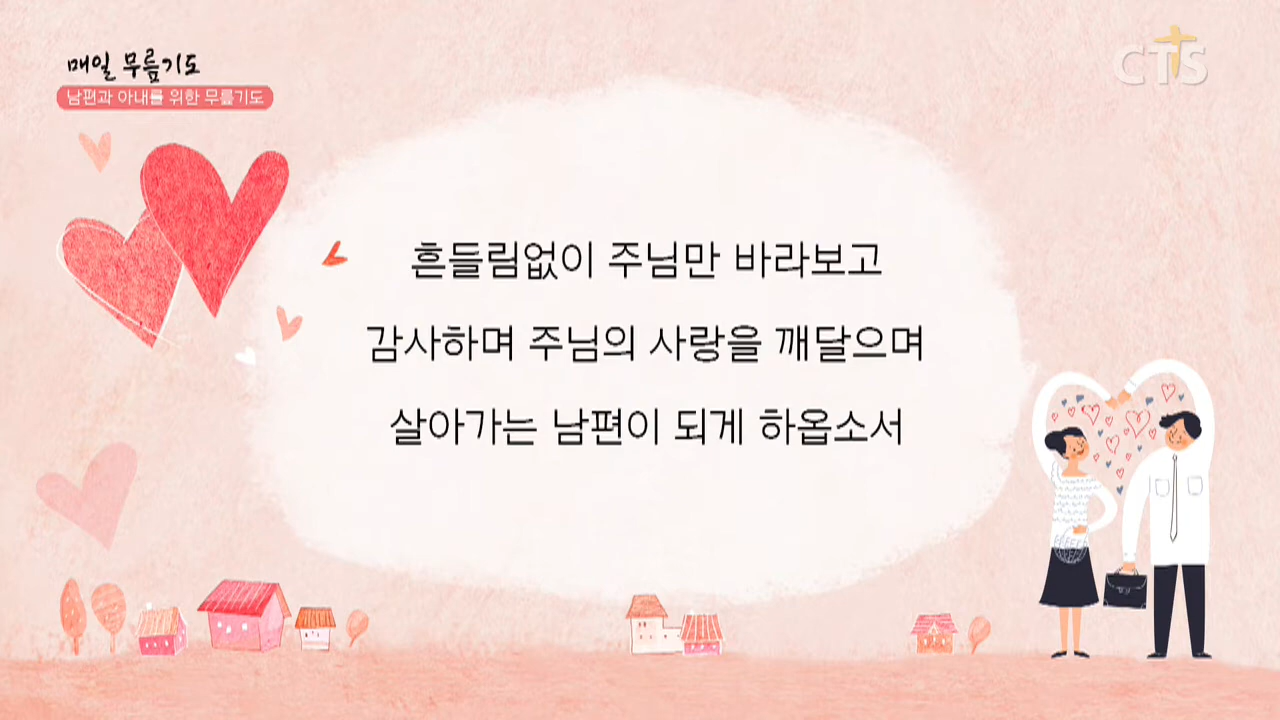 매일 무릎기도
남편과 아내를 위한 무릎기도
CTS
흔들림없이 주님만 바라보고
감사하며 주님의 사랑을 깨달으며
살아가는 남편이 되게 하옵소서